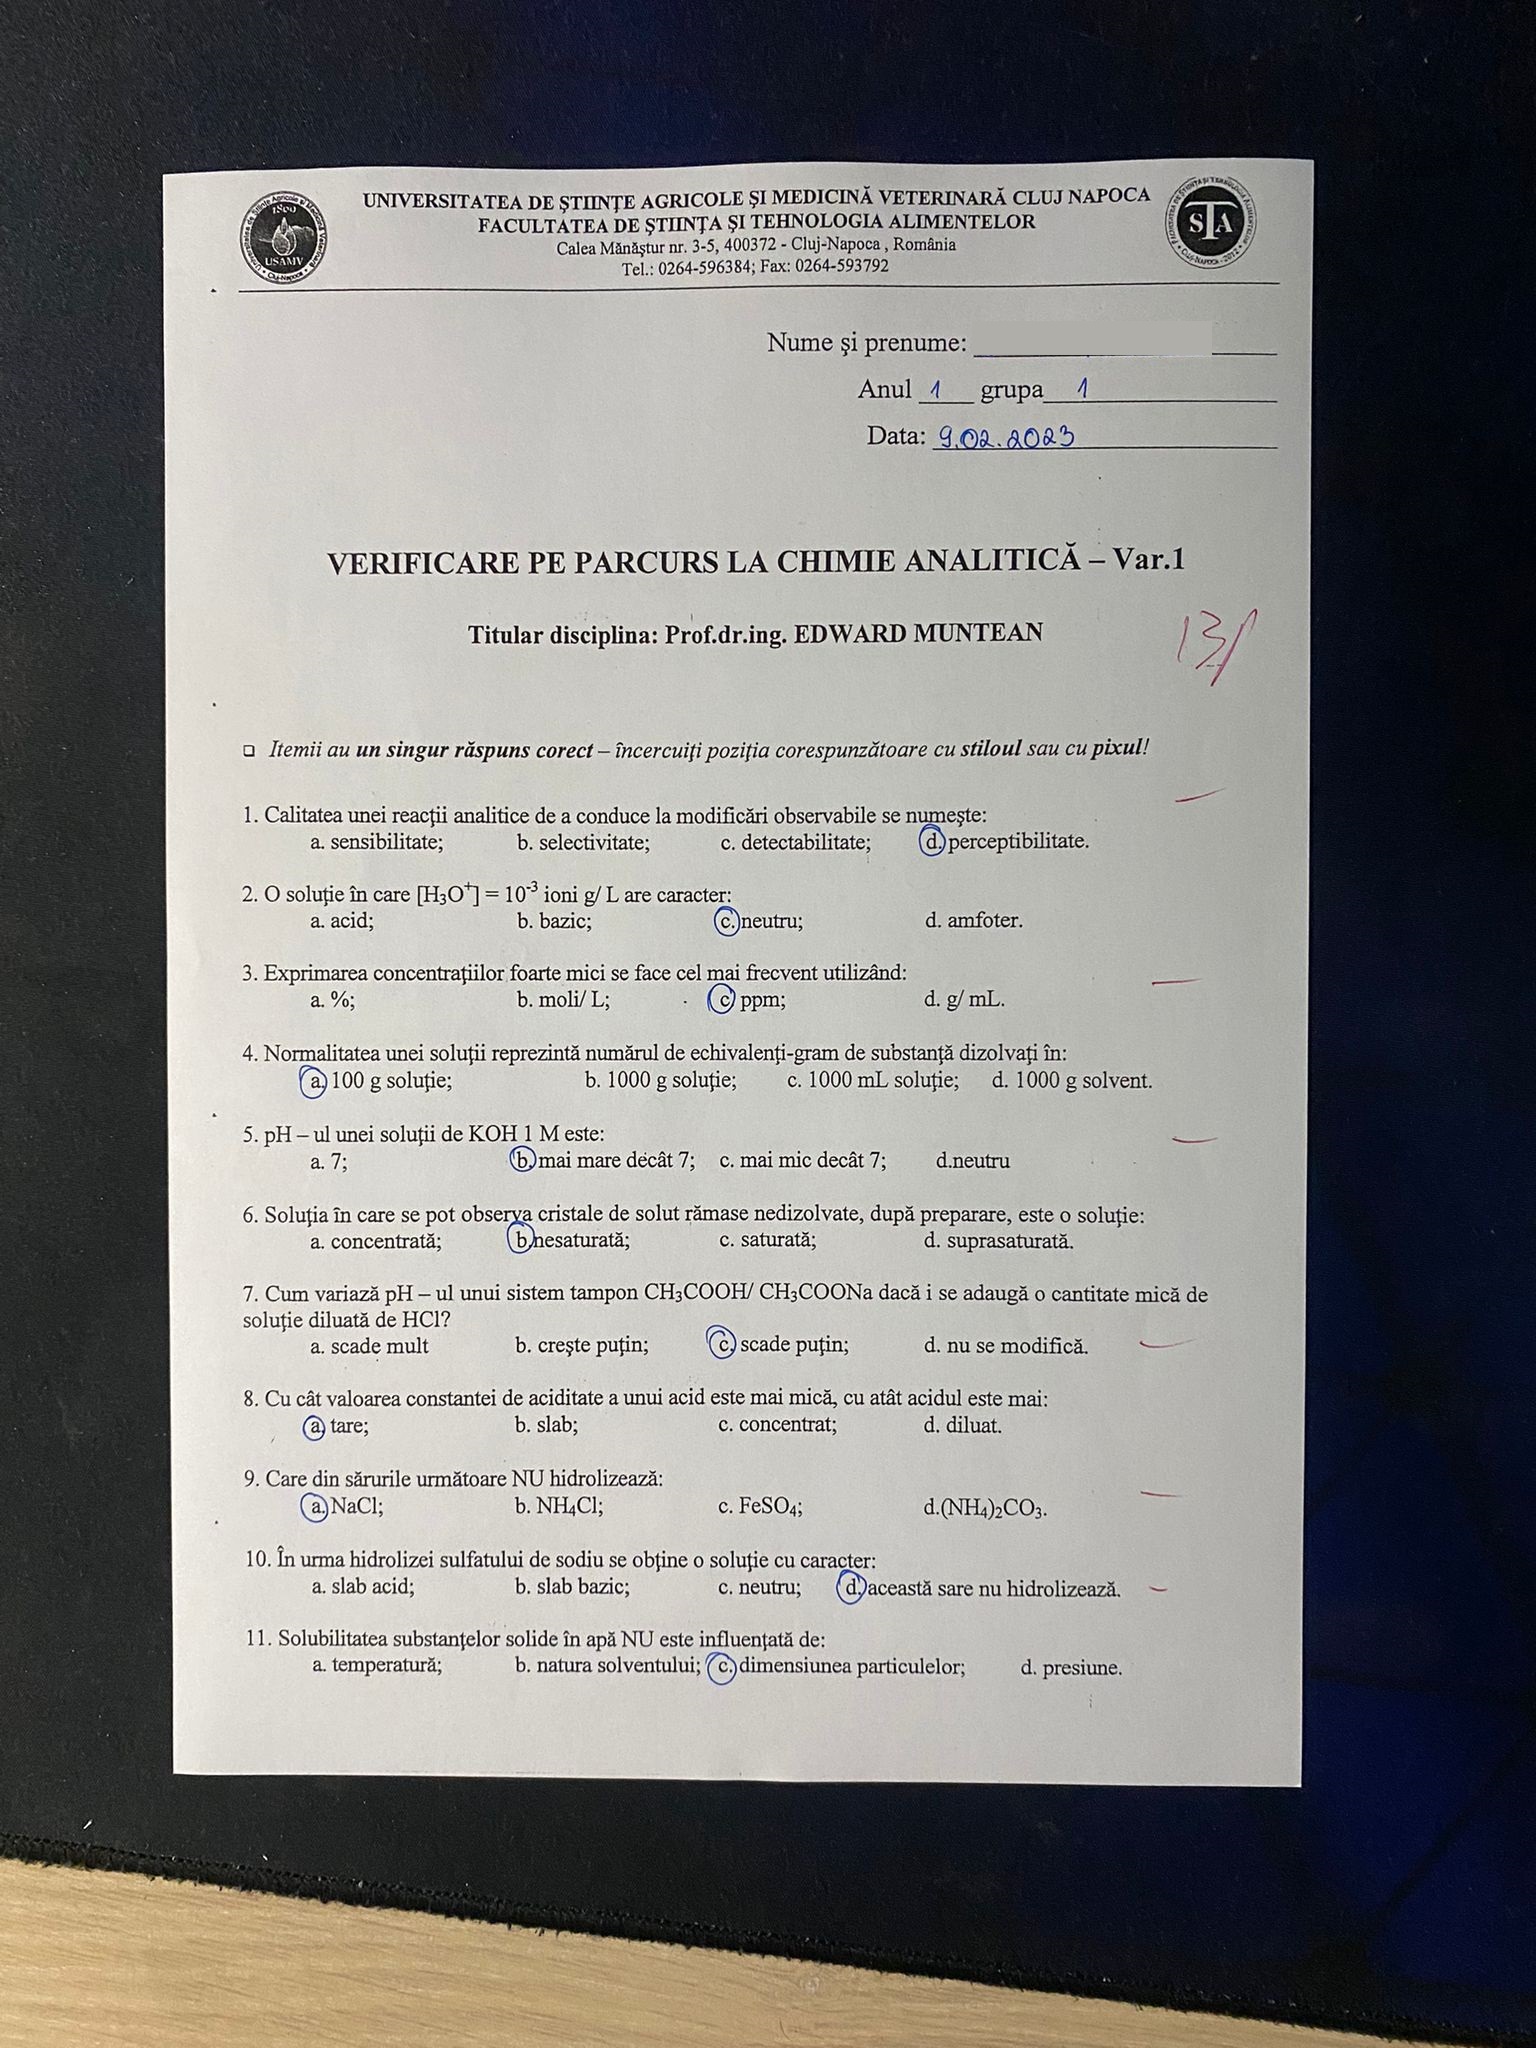 UNIVERSITATEA DE ŞTIINŢE AGRICOLE ŞI MEDICINĂ VETERINARĂ CLUJ NAPOCA
FACULTATEA DE ŞTIINŢA ŞI TEHNOLOGIA ALIMENTELOR
Calea Mănăştur nr. 3-5, 400372 - Cluj-Napoca , România
Tel.: 0264-596384; Fax: 0264-593792
1869
USAMV
STA
Nume şi prenume:
Anul 1 grupa 1
Data: 9.02.2023
VERIFICARE PE PARCURS LA CHIMIE ANALITICĂ – Var.1
Titular disciplina: Prof.dr.ing. EDWARD MUNTEAN
13
Itemii au un singur răspuns corect – încercuiţi poziţia corespunzătoare cu stiloul sau cu pixul!
1. Calitatea unei reacţii analitice de a conduce la modificări observabile se numeşte:
a. sensibilitate; b. selectivitate; c. detectabilitate; d. perceptibilitate.
2. O soluţie în care [H₃O⁺] = 10⁻³ ioni g/ L are caracter:
a. acid; b. bazic; c. neutru; d. amfoter.
3. Exprimarea concentraţiilor foarte mici se face cel mai frecvent utilizând:
a. %; b. moli/ L; c. ppm; d. g/ mL.
4. Normalitatea unei soluţii reprezintă numărul de echivalenţi-gram de substanţă dizolvaţi în:
a. 100 g soluţie; b. 1000 g soluţie; c. 1000 mL soluţie; d. 1000 g solvent.
5. pH – ul unei soluţii de KOH 1 M este:
a. 7; b. mai mare decât 7; c. mai mic decât 7; d.neutru
6. Soluţia în care se pot observa cristale de solut rămase nedizolvate, după preparare, este o soluţie:
a. concentrată; b.nesaturată; c. saturată; d. suprasaturată.
7. Cum variază pH – ul unui sistem tampon CH₃COOH/ CH₃COONa dacă i se adaugă o cantitate mică de
soluţie diluată de HCl?
a. scade mult b. creşte puţin; c. scade puţin; d. nu se modifică.
8. Cu cât valoarea constantei de aciditate a unui acid este mai mică, cu atât acidul este mai:
a. tare; b. slab; c. concentrat; d. diluat.
9. Care din sărurile următoare NU hidrolizează:
a. NaCl; b. NH₄Cl; c. FeSO₄; d.(NH₄)₂CO₃.
10. În urma hidrolizei sulfatului de sodiu se obţine o soluţie cu caracter:
a. slab acid; b. slab bazic; c. neutru; d. această sare nu hidrolizează.
11. Solubilitatea substanţelor solide în apă NU este influenţată de:
a. temperatură; b. natura solventului; c. dimensiunea particulelor; d. presiune.